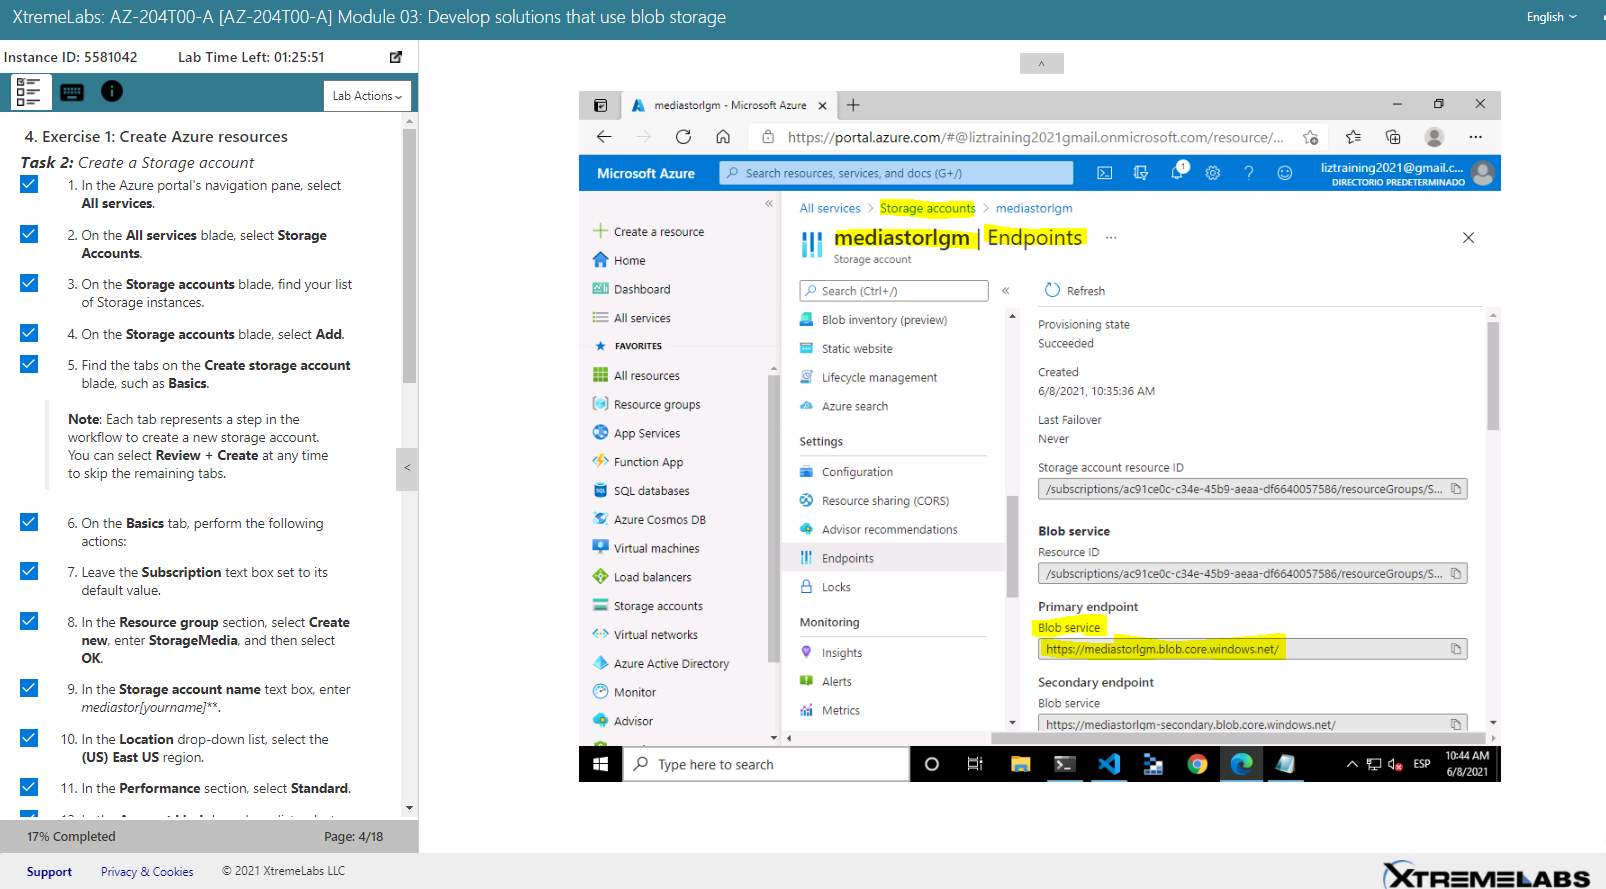 XtremeLabs: AZ-204T00-A [AZ-204T00-A] Module 03: Develop solutions that use blob storage
English
Instance ID: 5581042
Lab Time Left: 01:25:51
Lab Actions
4. Exercise 1: Create Azure resources
Task 2: Create a Storage account
1. In the Azure portal's navigation pane, select
All services.
2. On the All services blade, select Storage
Accounts.
3. On the Storage accounts blade, find your list
of Storage instances.
4. On the Storage accounts blade, select Add.
5. Find the tabs on the Create storage account
blade, such as Basics.
Note: Each tab represents a step in the
workflow to create a new storage account.
You can select Review + Create at any time
to skip the remaining tabs.
6. On the Basics tab, perform the following
actions:
7. Leave the Subscription text box set to its
default value.
8. In the Resource group section, select Create
new, enter StorageMedia, and then select
OK.
9. In the Storage account name text box, enter
mediastor[yourname]**.
10. In the Location drop-down list, select the
(US) East US region.
11. In the Performance section, select Standard.
17% Completed
Page: 4/18
Support
Privacy & Cookies
© 2021 XtremeLabs LLC
mediastorlgm - Microsoft Azure
https://portal.azure.com/#@liztraining2021gmail.onmicrosoft.com/resource/...
Microsoft Azure
Search resources, services, and docs (G+/)
1
liztraining2021@gmail.c...
DIRECTORIO PREDETERMINADO
Create a resource
Home
Dashboard
All services
FAVORITES
All resources
Resource groups
App Services
Function App
SQL databases
Azure Cosmos DB
Virtual machines
Load balancers
Storage accounts
Virtual networks
Azure Active Directory
Monitor
Advisor
All services > Storage accounts > mediastorlgm
mediastorlgm | Endpoints
Storage account
Search (Ctrl+/)
Blob inventory (preview)
Static website
Lifecycle management
Azure search
Settings
Configuration
Resource sharing (CORS)
Advisor recommendations
Endpoints
Locks
Monitoring
Insights
Alerts
Metrics
Refresh
Provisioning state
Succeeded
Created
6/8/2021, 10:35:36 AM
Last Failover
Never
Storage account resource ID
/subscriptions/ac91ce0c-c34e-45b9-aeaa-df6640057586/resourceGroups/S...
Blob service
Resource ID
/subscriptions/ac91ce0c-c34e-45b9-aeaa-df6640057586/resourceGroups/S...
Primary endpoint
Blob service
https://mediastorlgm.blob.core.windows.net/
Secondary endpoint
Blob service
https://mediastorlgm-secondary.blob.core.windows.net/
Type here to search
ESP
10:44 AM
6/8/2021
XTREMELABS